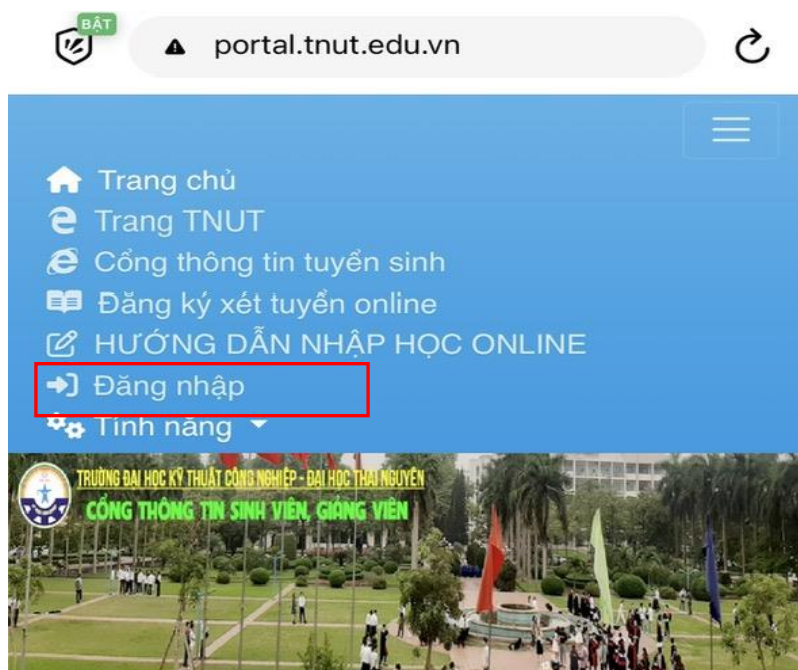 BẬT
portal.tnut.edu.vn
Trang chủ
Trang TNUT
Cổng thông tin tuyển sinh
Đăng ký xét tuyển online
HƯỚNG DẪN NHẬP HỌC ONLINE
Đăng nhập
Tính năng
TRƯỜNG ĐẠI HỌC KỸ THUẬT CÔNG NGHIỆP - ĐẠI HỌC THÁI NGUYÊN
CỔNG THÔNG TIN SINH VIÊN, GIẢNG VIÊN